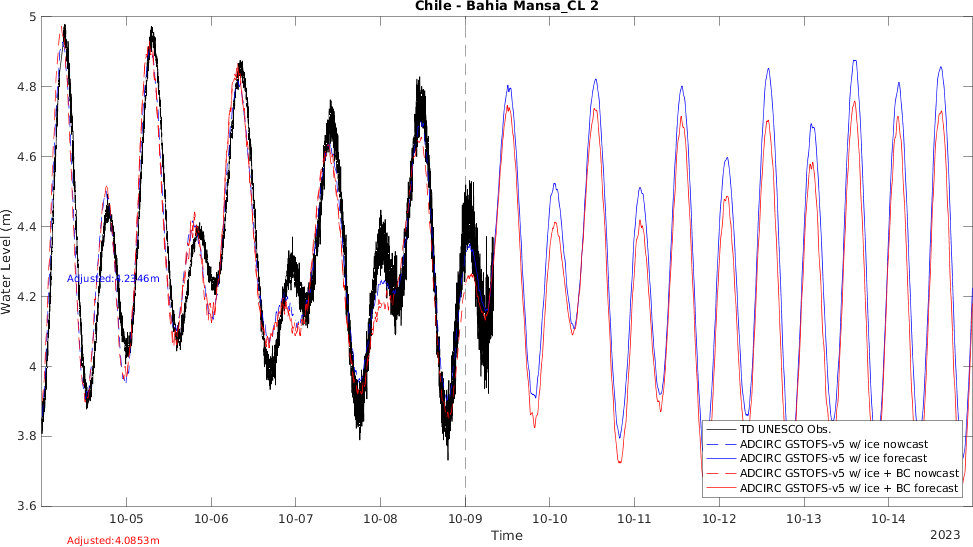 Chile - Bahia Mansa_CL 2
Water Level (m)
5
4.8
4.6
4.4
4.2
4
3.8
3.6
Adjusted:4.2346m
TD UNESCO Obs.
ADCIRC GSTOFS-v5 w/ ice nowcast
ADCIRC GSTOFS-v5 w/ ice forecast
ADCIRC GSTOFS-v5 w/ ice + BC nowcast
ADCIRC GSTOFS-v5 w/ ice + BC forecast
10-05 10-06 10-07 10-08 10-09 10-10 10-11 10-12 10-13 10-14
Time
2023
Adjusted:4.0853m